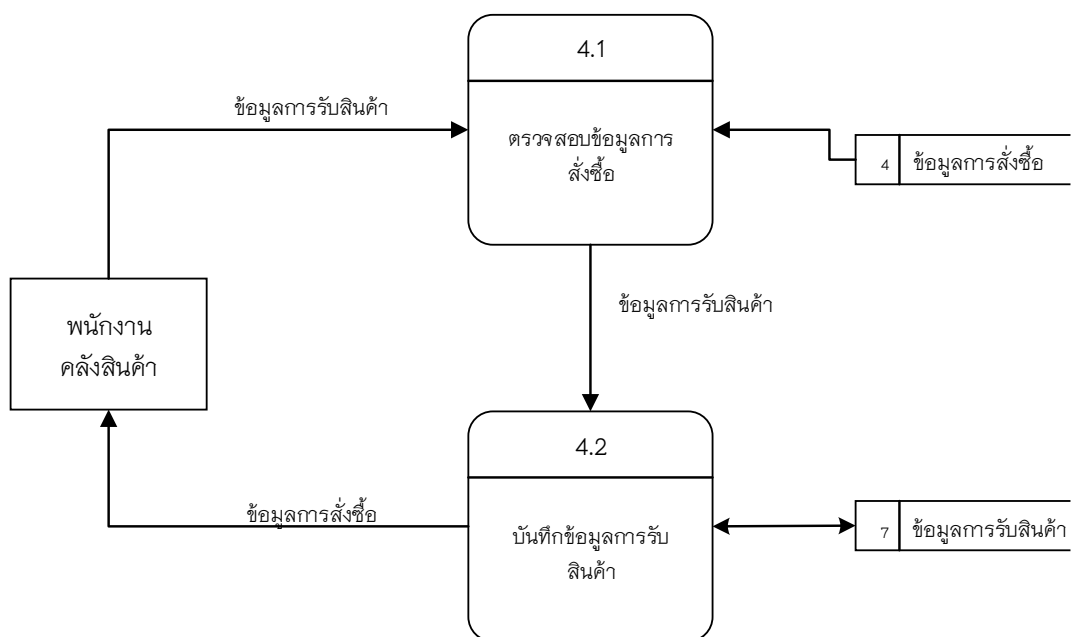 4.1
ข้อมูลการรับสินค้า
ตรวจสอบข้อมูลการ
สั่งซื้อ
4 ข้อมูลการสั่งซื้อ
ข้อมูลการรับสินค้า
พนักงาน
คลังสินค้า
4.2
ข้อมูลการสั่งซื้อ
บันทึกข้อมูลการรับ
สินค้า
7 ข้อมูลการรับสินค้า